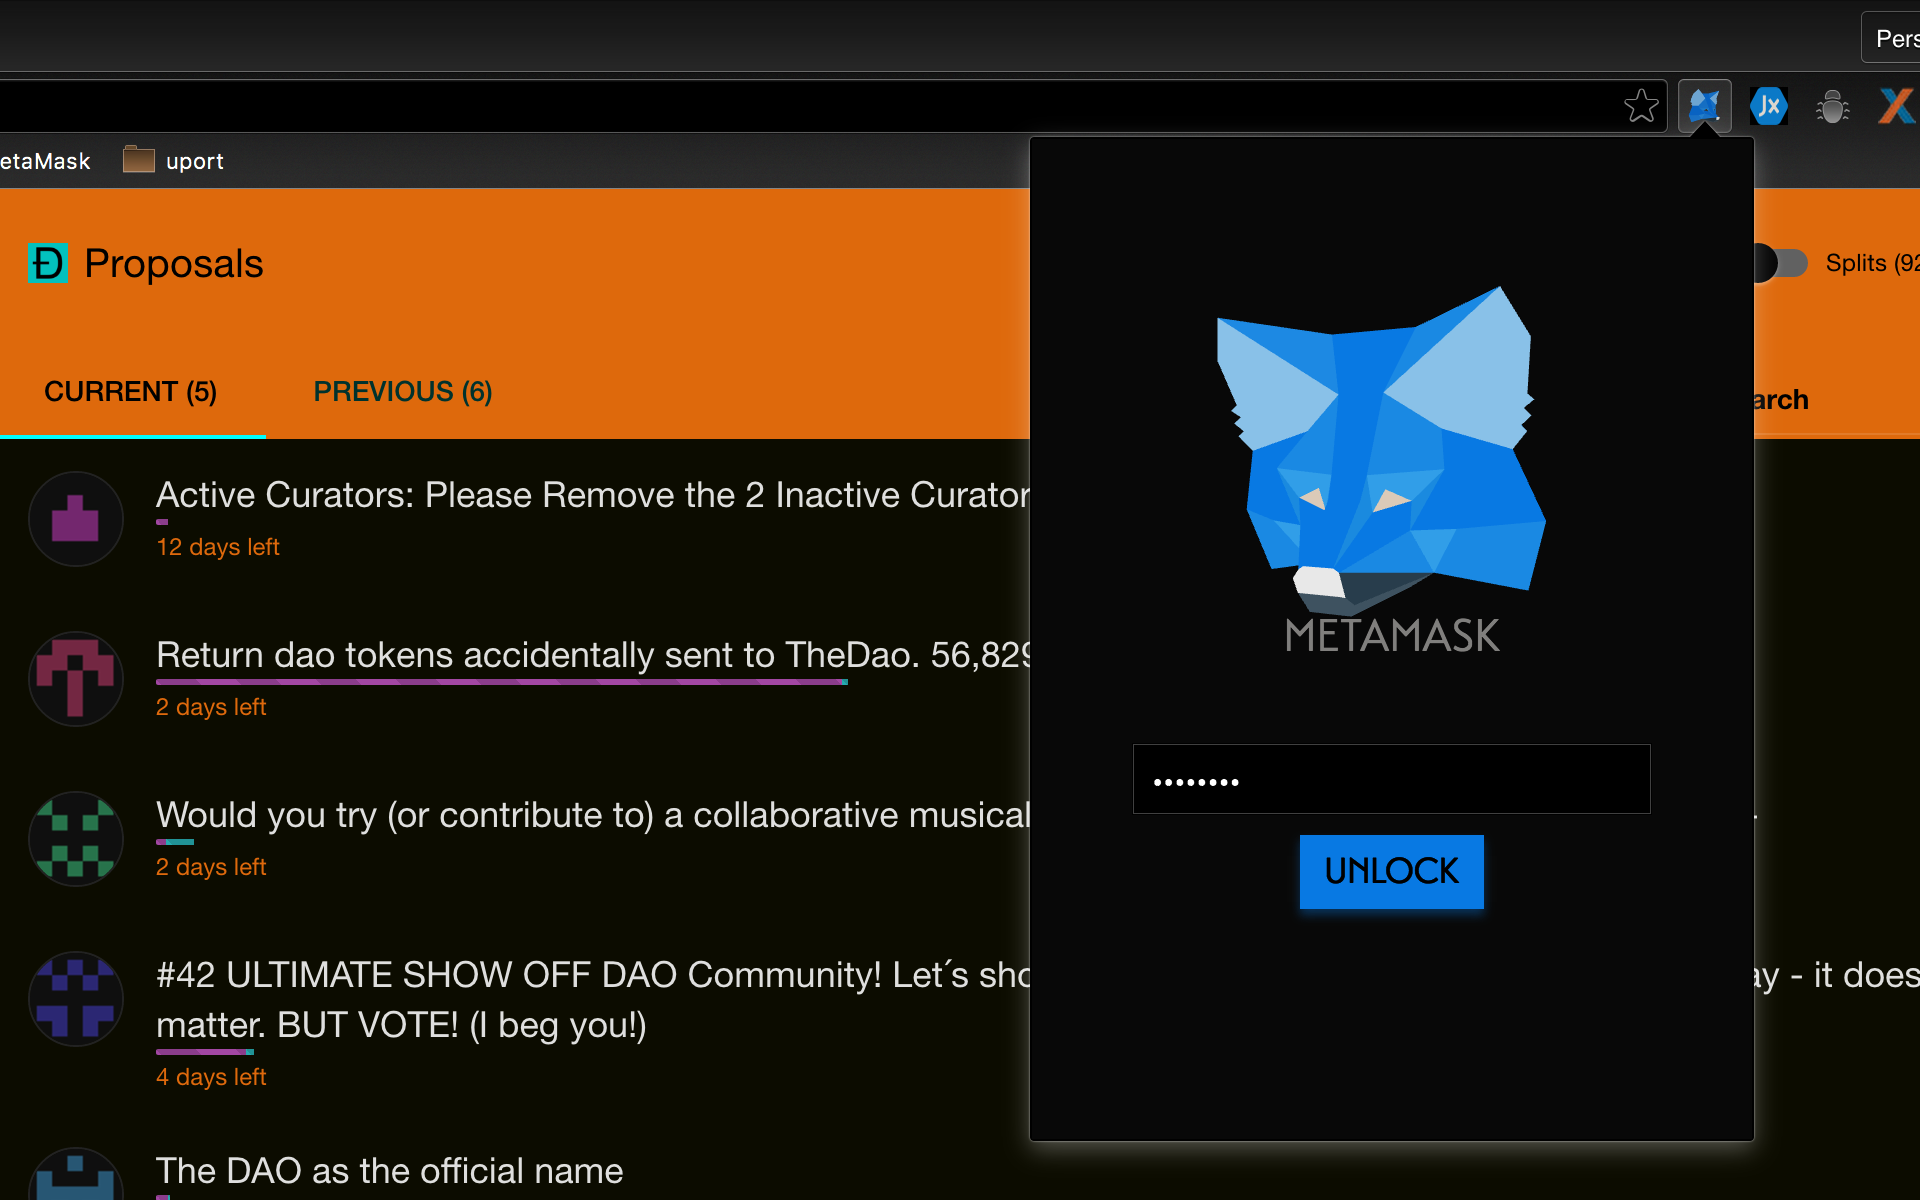 Pers
Jx
etaMask
uport
Đ Proposals
Splits (92
CURRENT (5)
PREVIOUS (6)
arch
Active Curators: Please Remove the 2 Inactive Curator
12 days left
Return dao tokens accidentally sent to TheDao. 56,829
2 days left
Would you try (or contribute to) a collaborative musical
2 days left
#42 ULTIMATE SHOW OFF DAO Community! Let´s sho
ay - it does
matter. BUT VOTE! (I beg you!)
4 days left
The DAO as the official name
METAMASK
••••••••
UNLOCK